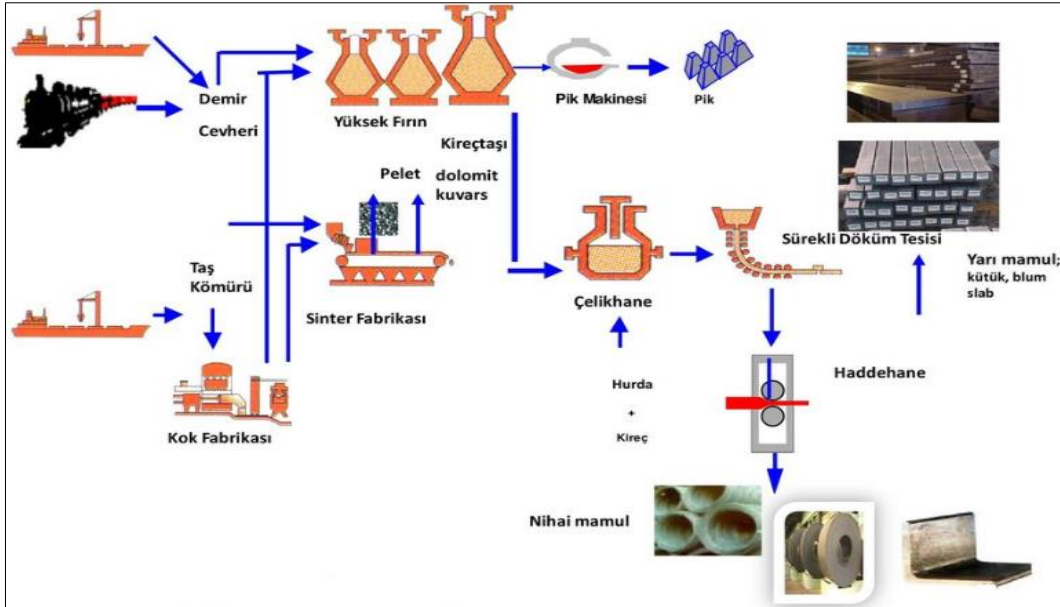 Demir
Cevheri
Yüksek Fırın
Pik Makinesi
Pik
Kireçtaşı
dolomit
kuvars
Pelet
Taş
Kömürü
Sinter Fabrikası
Kok Fabrikası
Çelikhane
Hurda
+
Kireç
Sürekli Döküm Tesisi
Yarı mamul;
kütük, blum
slab
Haddehane
Nihai mamul